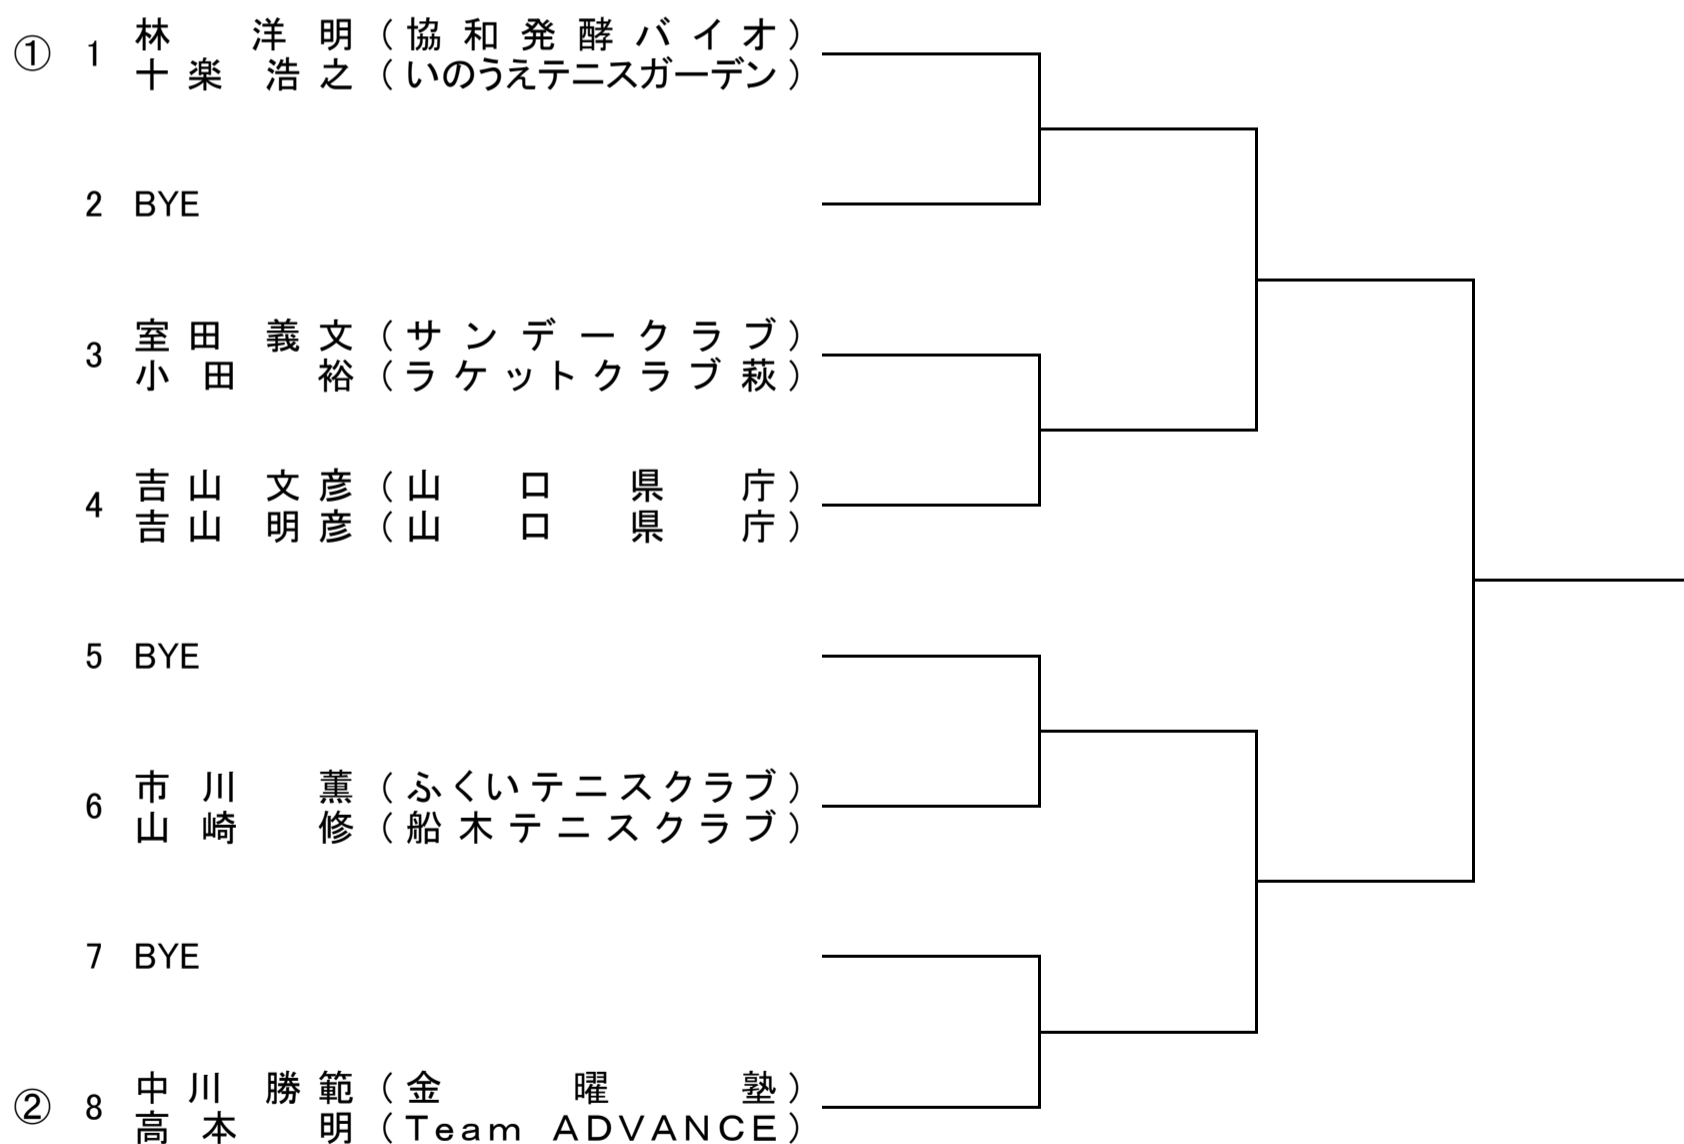 ① 1 林 洋明(協和発酵バイオ)
十楽 浩之(いのうえテニスガーデン)
2 BYE
3 室田 義文(サンデークラブ)
小田 裕(ラケットクラブ萩)
4 吉山 文彦(山口県庁)
吉山 明彦(山口県庁)
5 BYE
6 市川 薫(ふくいテニスクラブ)
山崎 修(船木テニスクラブ)
7 BYE
② 8 中川 勝範(金曜塾)
高本 明(Team ADVANCE)